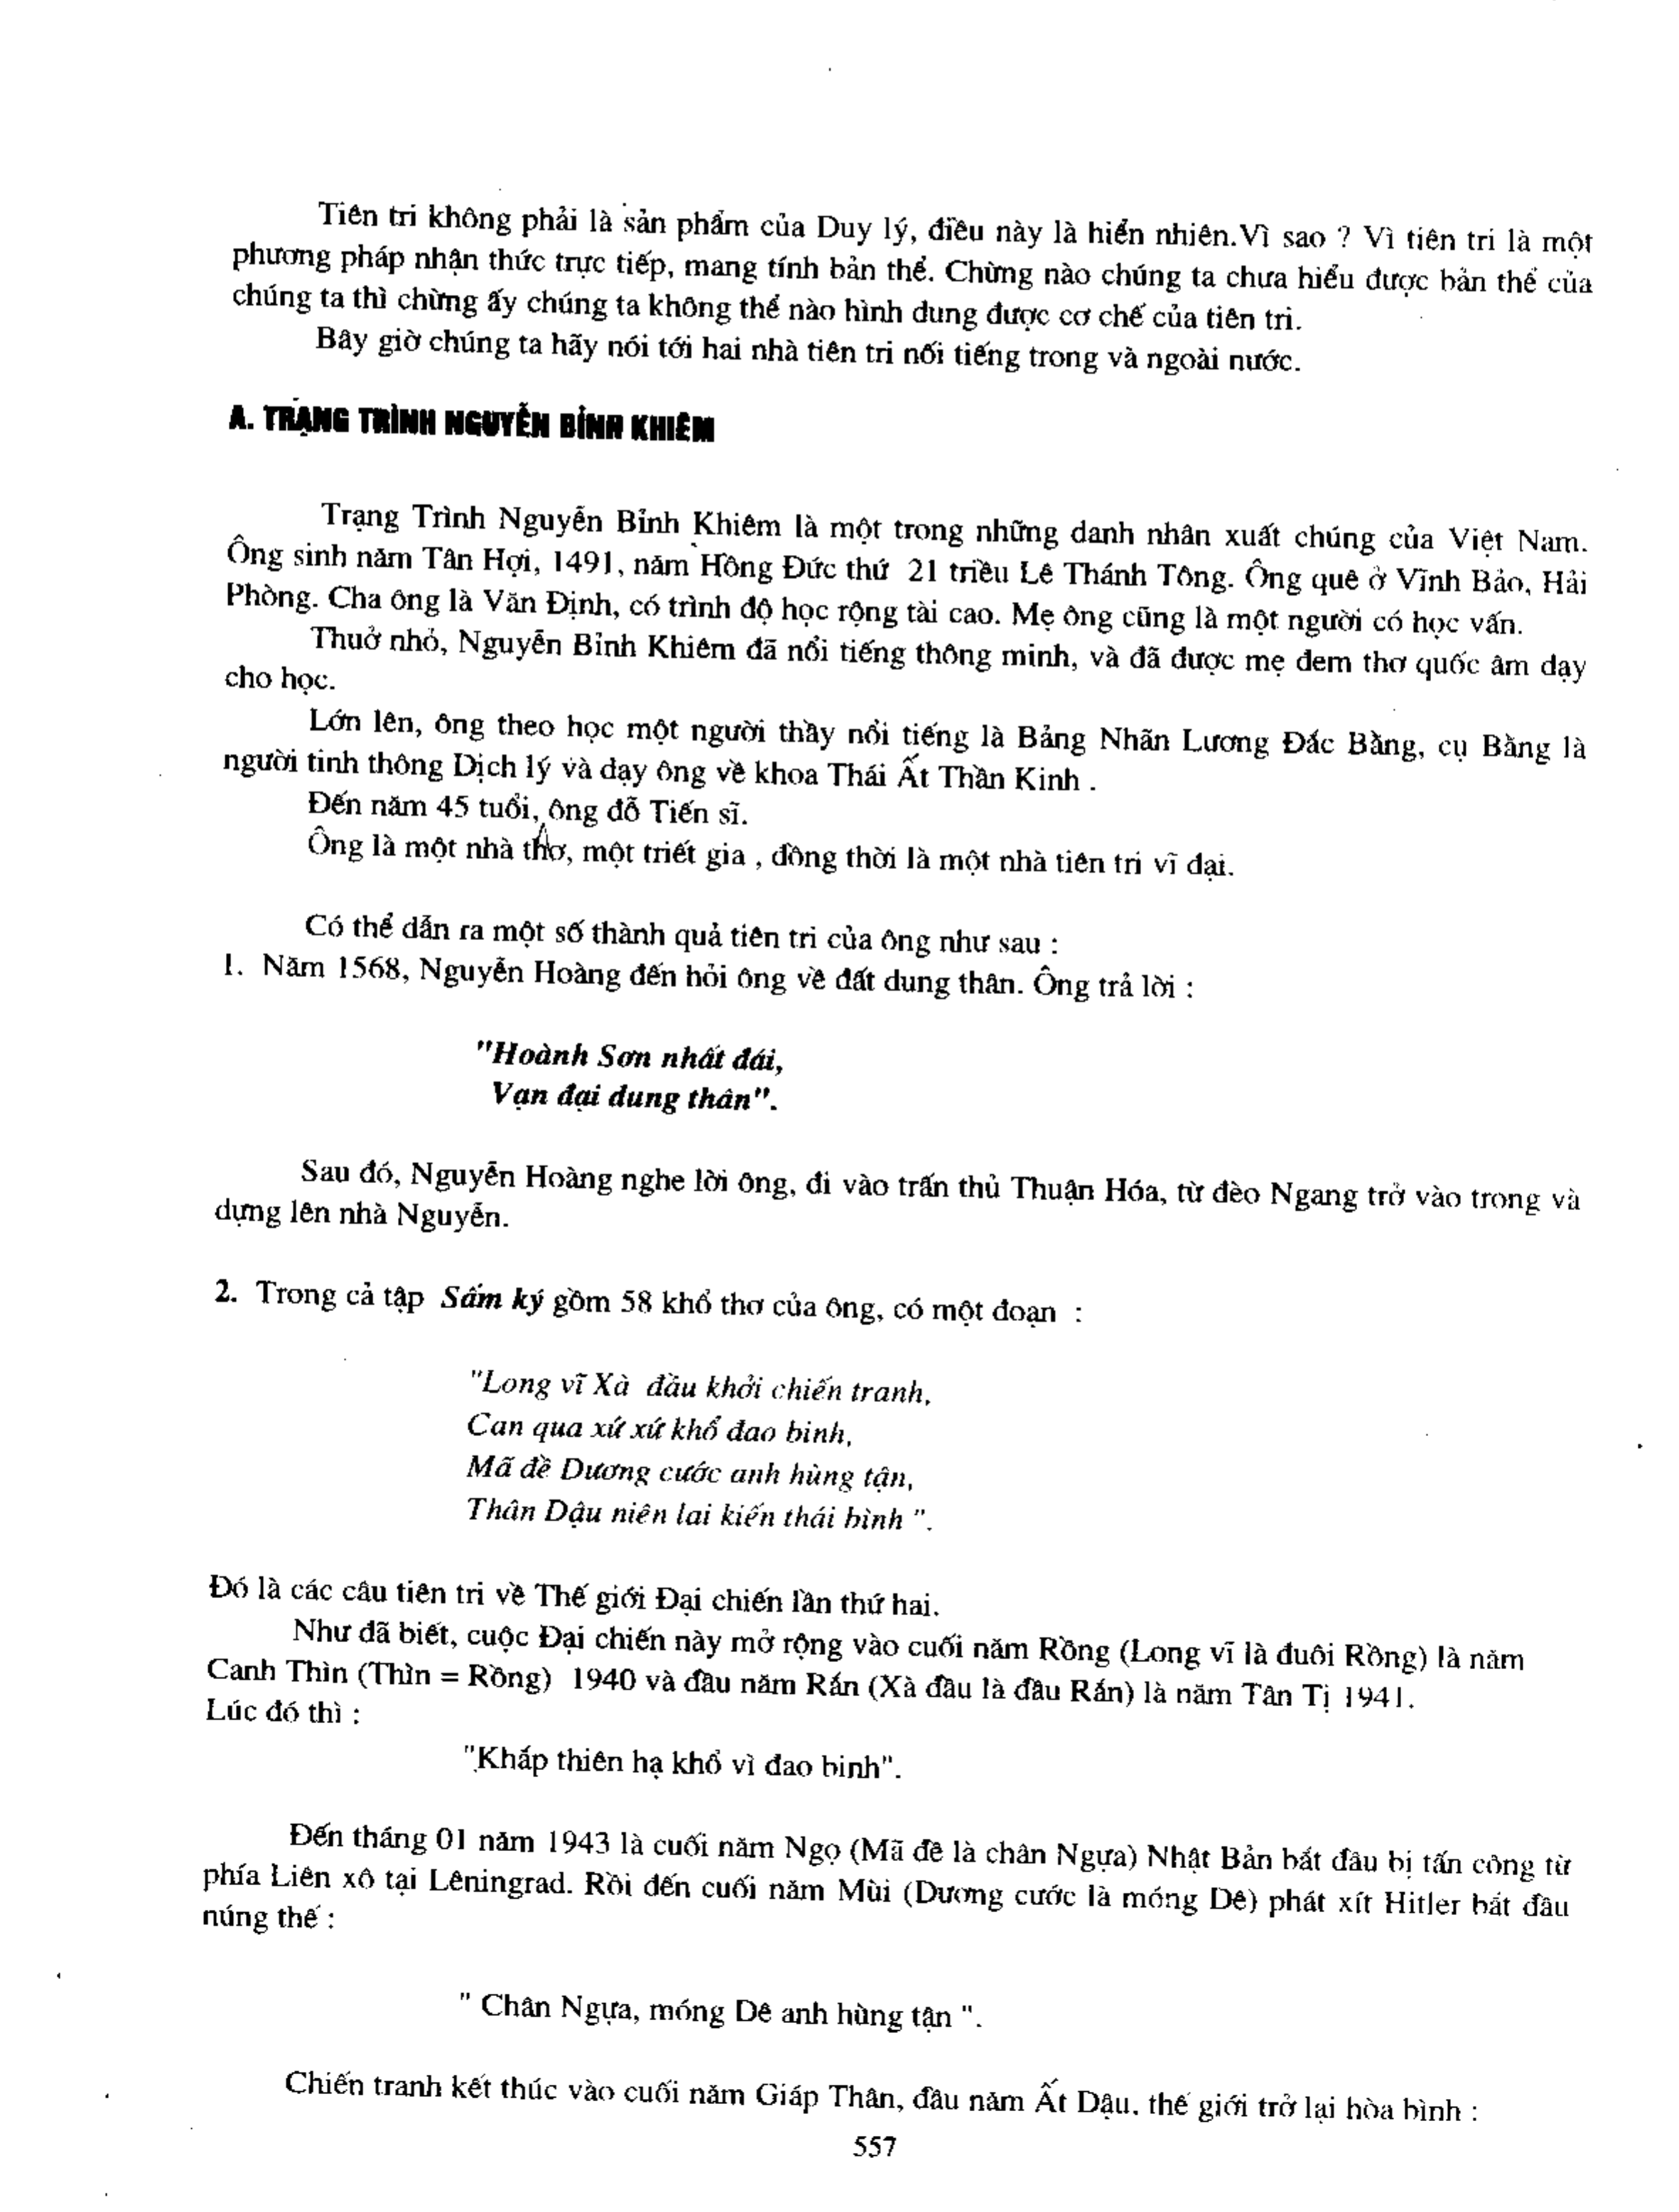 Tiên tri không phải là sản phẩm của Duy lý, điều này là hiển nhiên.Vì sao ? Vì tiên tri là một
phương pháp nhận thức trực tiếp, mang tính bản thể. Chừng nào chúng ta chưa hiểu được bản thể của
chúng ta thì chừng ấy chúng ta không thể nào hình dung được cơ chế của tiên tri.
Bây giờ chúng ta hãy nói tới hai nhà tiên tri nối tiếng trong và ngoài nước.
A. TRẠNG TRÌNH NGUYỄN BỈNH KHIÊM
Trạng Trình Nguyễn Bỉnh Khiêm là một trong những danh nhân xuất chúng của Việt Nam.
Ông sinh năm Tân Hợi, 1491, năm Hồng Đức thứ 21 triều Lê Thánh Tông. Ông quê ở Vĩnh Bảo, Hải
Phòng. Cha ông là Văn Định, có trình độ học rộng tài cao. Mẹ ông cũng là một người có học vấn.
Thuở nhỏ, Nguyễn Bỉnh Khiêm đã nổi tiếng thông minh, và đã được mẹ đem thơ quốc âm dạy
cho học.
Lớn lên, ông theo học một người thầy nổi tiếng là Bảng Nhãn Lương Đắc Bằng, cụ Bằng là
người tinh thông Dịch lý và dạy ông về khoa Thái Ất Thần Kinh .
Đến năm 45 tuổi, ông đỗ Tiến sĩ.
Ông là một nhà thơ, một triết gia , đồng thời là một nhà tiên tri vĩ đại.
Có thể dẫn ra một số thành quả tiên tri của ông như sau :
1. Năm 1568, Nguyễn Hoàng đến hỏi ông về đất dung thân. Ông trả lời :
"Hoành Sơn nhất đái,
Vạn đại dung thân".
Sau đó, Nguyễn Hoàng nghe lời ông, đi vào trấn thủ Thuận Hóa, từ đèo Ngang trở vào trong và
dựng lên nhà Nguyễn.
2. Trong cả tập Sấm ký gồm 58 khổ thơ của ông, có một đoạn :
"Long vĩ Xà đầu khởi chiến tranh,
Can qua xứ xứ khổ đao binh,
Mã đề Dương cước anh hùng tận,
Thân Dậu niên lai kiến thái bình ".
Đó là các câu tiên tri về Thế giới Đại chiến lần thứ hai.
Như đã biết, cuộc Đại chiến này mở rộng vào cuối năm Rồng (Long vĩ là đuôi Rồng) là năm
Canh Thìn (Thìn = Rồng) 1940 và đầu năm Rắn (Xà đầu là đầu Rắn) là năm Tân Tị 1941.
Lúc đó thì :
"Khắp thiên hạ khổ vì đao binh".
Đến tháng 01 năm 1943 là cuối năm Ngọ (Mã đề là chân Ngựa) Nhật Bản bắt đầu bị tấn công từ
phía Liên xô tại Lêningrad. Rồi đến cuối năm Mùi (Dương cước là móng Dê) phát xít Hitler bắt đầu
núng thế :
" Chân Ngựa, móng Dê anh hùng tận ".
Chiến tranh kết thúc vào cuối năm Giáp Thân, đầu năm Ất Dậu. thế giới trở lại hòa bình :
557